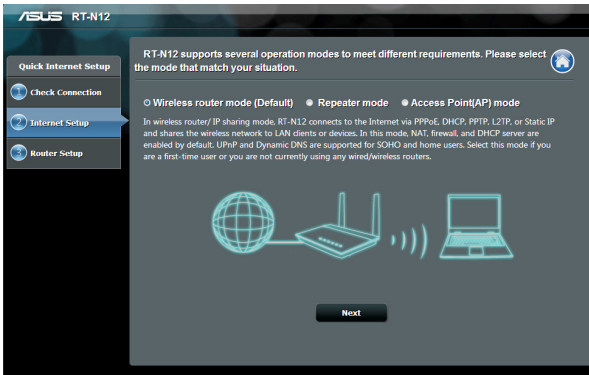 ASUS RT-N12
Quick Internet Setup
1 Check Connection
2 Internet Setup
3 Router Setup
RT-N12 supports several operation modes to meet different requirements. Please select
the mode that match your situation.
Wireless router mode (Default) Repeater mode Access Point(AP) mode
In wireless router/ IP sharing mode, RT-N12 connects to the Internet via PPPoE, DHCP, PPTP, L2TP, or Static IP
and shares the wireless network to LAN clients or devices. In this mode, NAT, firewall, and DHCP server are
enabled by default. UPnP and Dynamic DNS are supported for SOHO and home users. Select this mode if you
are a first-time user or you are not currently using any wired/wireless routers.
Next